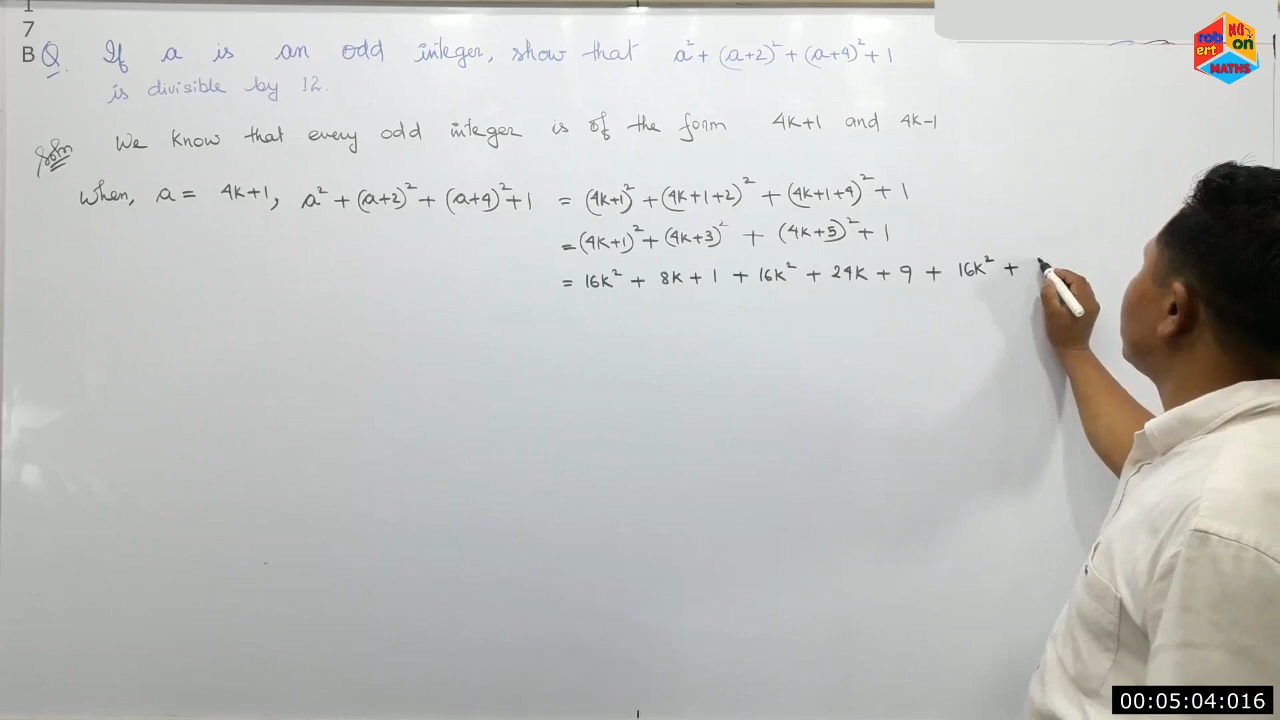 1
7
B
Q. If a is an odd integer, show that a² + (a+2)² + (a+4)² + 1
is divisible by 12.
Soln We know that every odd integer is of the form 4k+1 and 4k-1
When, a = 4k+1, a² + (a+2)² + (a+4)² + 1 = (4k+1)² + (4k+1+2)² + (4k+1+4)² + 1
= (4k+1)² + (4k+3)² + (4k+5)² + 1
= 16k² + 8k + 1 + 16k² + 24k + 9 + 16k² +
robert NONGon MATHS
00:05:04:016